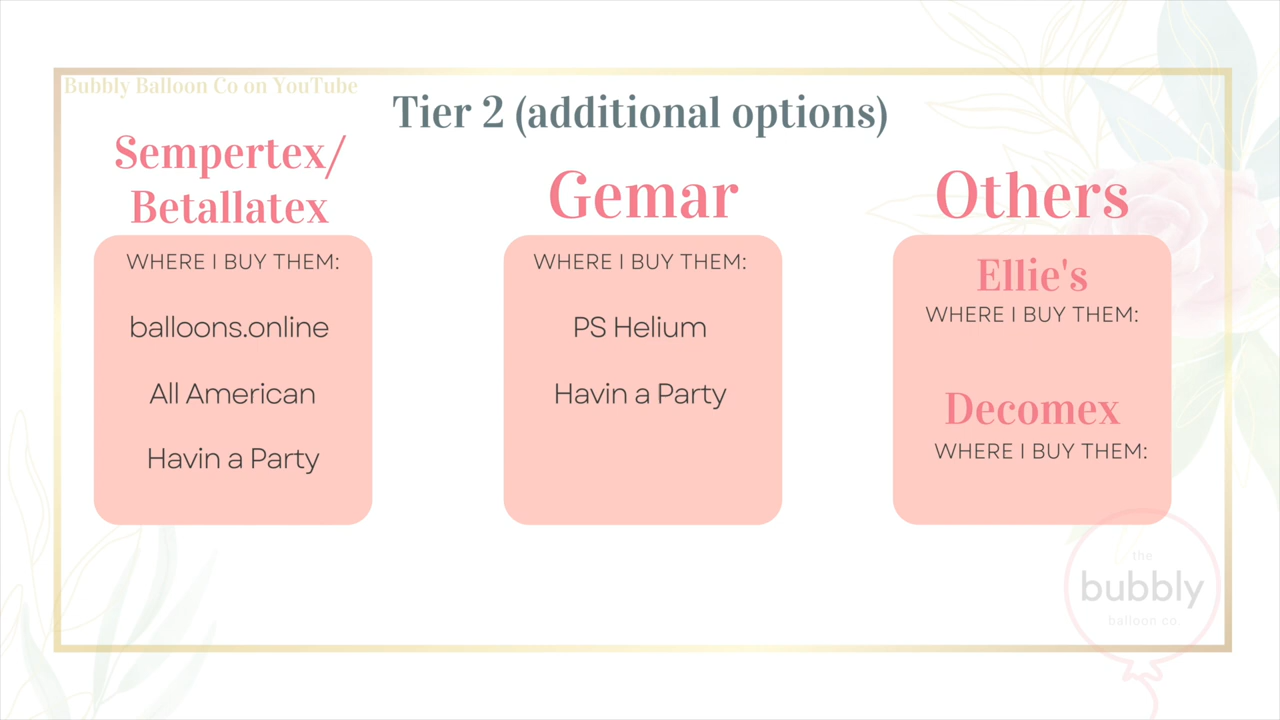 Bubbly Balloon Co on YouTube
Tier 2 (additional options)
Sempertex/
Betallatex
WHERE I BUY THEM:
balloons.online
All American
Havin a Party
Gemar
WHERE I BUY THEM:
PS Helium
Havin a Party
Others
Ellie's
WHERE I BUY THEM:
Decomex
WHERE I BUY THEM:
the
bubbly
balloon co.